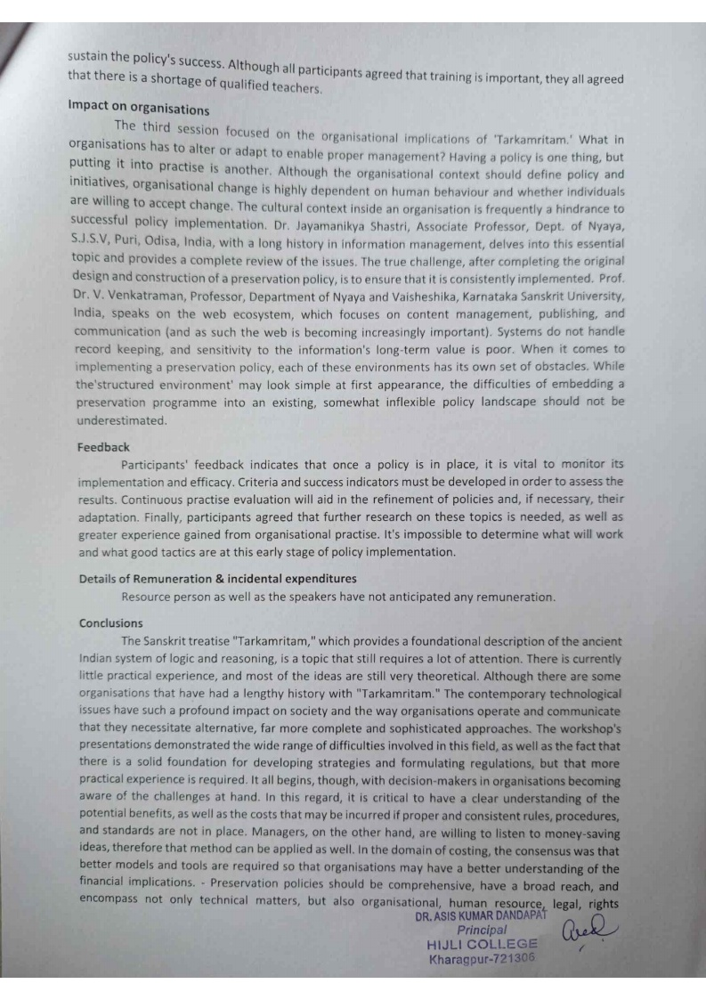 sustain the policy's success. Although all participants agreed that training is important, they all agreed
that there is a shortage of qualified teachers.
Impact on organisations
The third session focused on the organisational implications of 'Tarkamritam.' What in
organisations has to alter or adapt to enable proper management? Having a policy is one thing, but
putting it into practise is another. Although the organisational context should define policy and
initiatives, organisational change is highly dependent on human behaviour and whether individuals
are willing to accept change. The cultural context inside an organisation is frequently a hindrance to
successful policy implementation. Dr. Jayamanikya Shastri, Associate Professor, Dept. of Nyaya,
S.J.S.V, Puri, Odisa, India, with a long history in information management, delves into this essential
topic and provides a complete review of the issues. The true challenge, after completing the original
design and construction of a preservation policy, is to ensure that it is consistently implemented. Prof.
Dr. V. Venkatraman, Professor, Department of Nyaya and Vaisheshika, Karnataka Sanskrit University,
India, speaks on the web ecosystem, which focuses on content management, publishing, and
communication (and as such the web is becoming increasingly important). Systems do not handle
record keeping, and sensitivity to the information's long-term value is poor. When it comes to
implementing a preservation policy, each of these environments has its own set of obstacles. While
the'structured environment' may look simple at first appearance, the difficulties of embedding a
preservation programme into an existing, somewhat inflexible policy landscape should not be
underestimated.
Feedback
Participants' feedback indicates that once a policy is in place, it is vital to monitor its
implementation and efficacy. Criteria and success indicators must be developed in order to assess the
results. Continuous practise evaluation will aid in the refinement of policies and, if necessary, their
adaptation. Finally, participants agreed that further research on these topics is needed, as well as
greater experience gained from organisational practise. It's impossible to determine what will work
and what good tactics are at this early stage of policy implementation.
Details of Remuneration & incidental expenditures
Resource person as well as the speakers have not anticipated any remuneration.
Conclusions
The Sanskrit treatise "Tarkamritam," which provides a foundational description of the ancient
Indian system of logic and reasoning, is a topic that still requires a lot of attention. There is currently
little practical experience, and most of the ideas are still very theoretical. Although there are some
organisations that have had a lengthy history with "Tarkamritam." The contemporary technological
issues have such a profound impact on society and the way organisations operate and communicate
that they necessitate alternative, far more complete and sophisticated approaches. The workshop's
presentations demonstrated the wide range of difficulties involved in this field, as well as the fact that
there is a solid foundation for developing strategies and formulating regulations, but that more
practical experience is required. It all begins, though, with decision-makers in organisations becoming
aware of the challenges at hand. In this regard, it is critical to have a clear understanding of the
potential benefits, as well as the costs that may be incurred if proper and consistent rules, procedures,
and standards are not in place. Managers, on the other hand, are willing to listen to money-saving
ideas, therefore that method can be applied as well. In the domain of costing, the consensus was that
better models and tools are required so that organisations may have a better understanding of the
financial implications. - Preservation policies should be comprehensive, have a broad reach, and
encompass not only technical matters, but also organisational, human resource, legal, rights
DR. ASIS KUMAR DANDAPAT
Principal
HIJLI COLLEGE
Kharagpur-721306